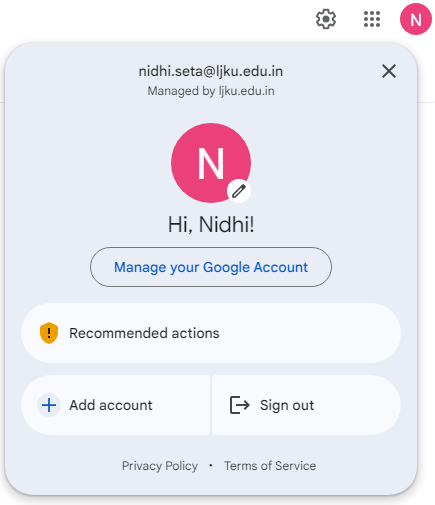 N
nidhi.seta@ljku.edu.in
Managed by ljku.edu.in
N
Hi, Nidhi!
Manage your Google Account
Recommended actions
Add account
Sign out
Privacy Policy • Terms of Service